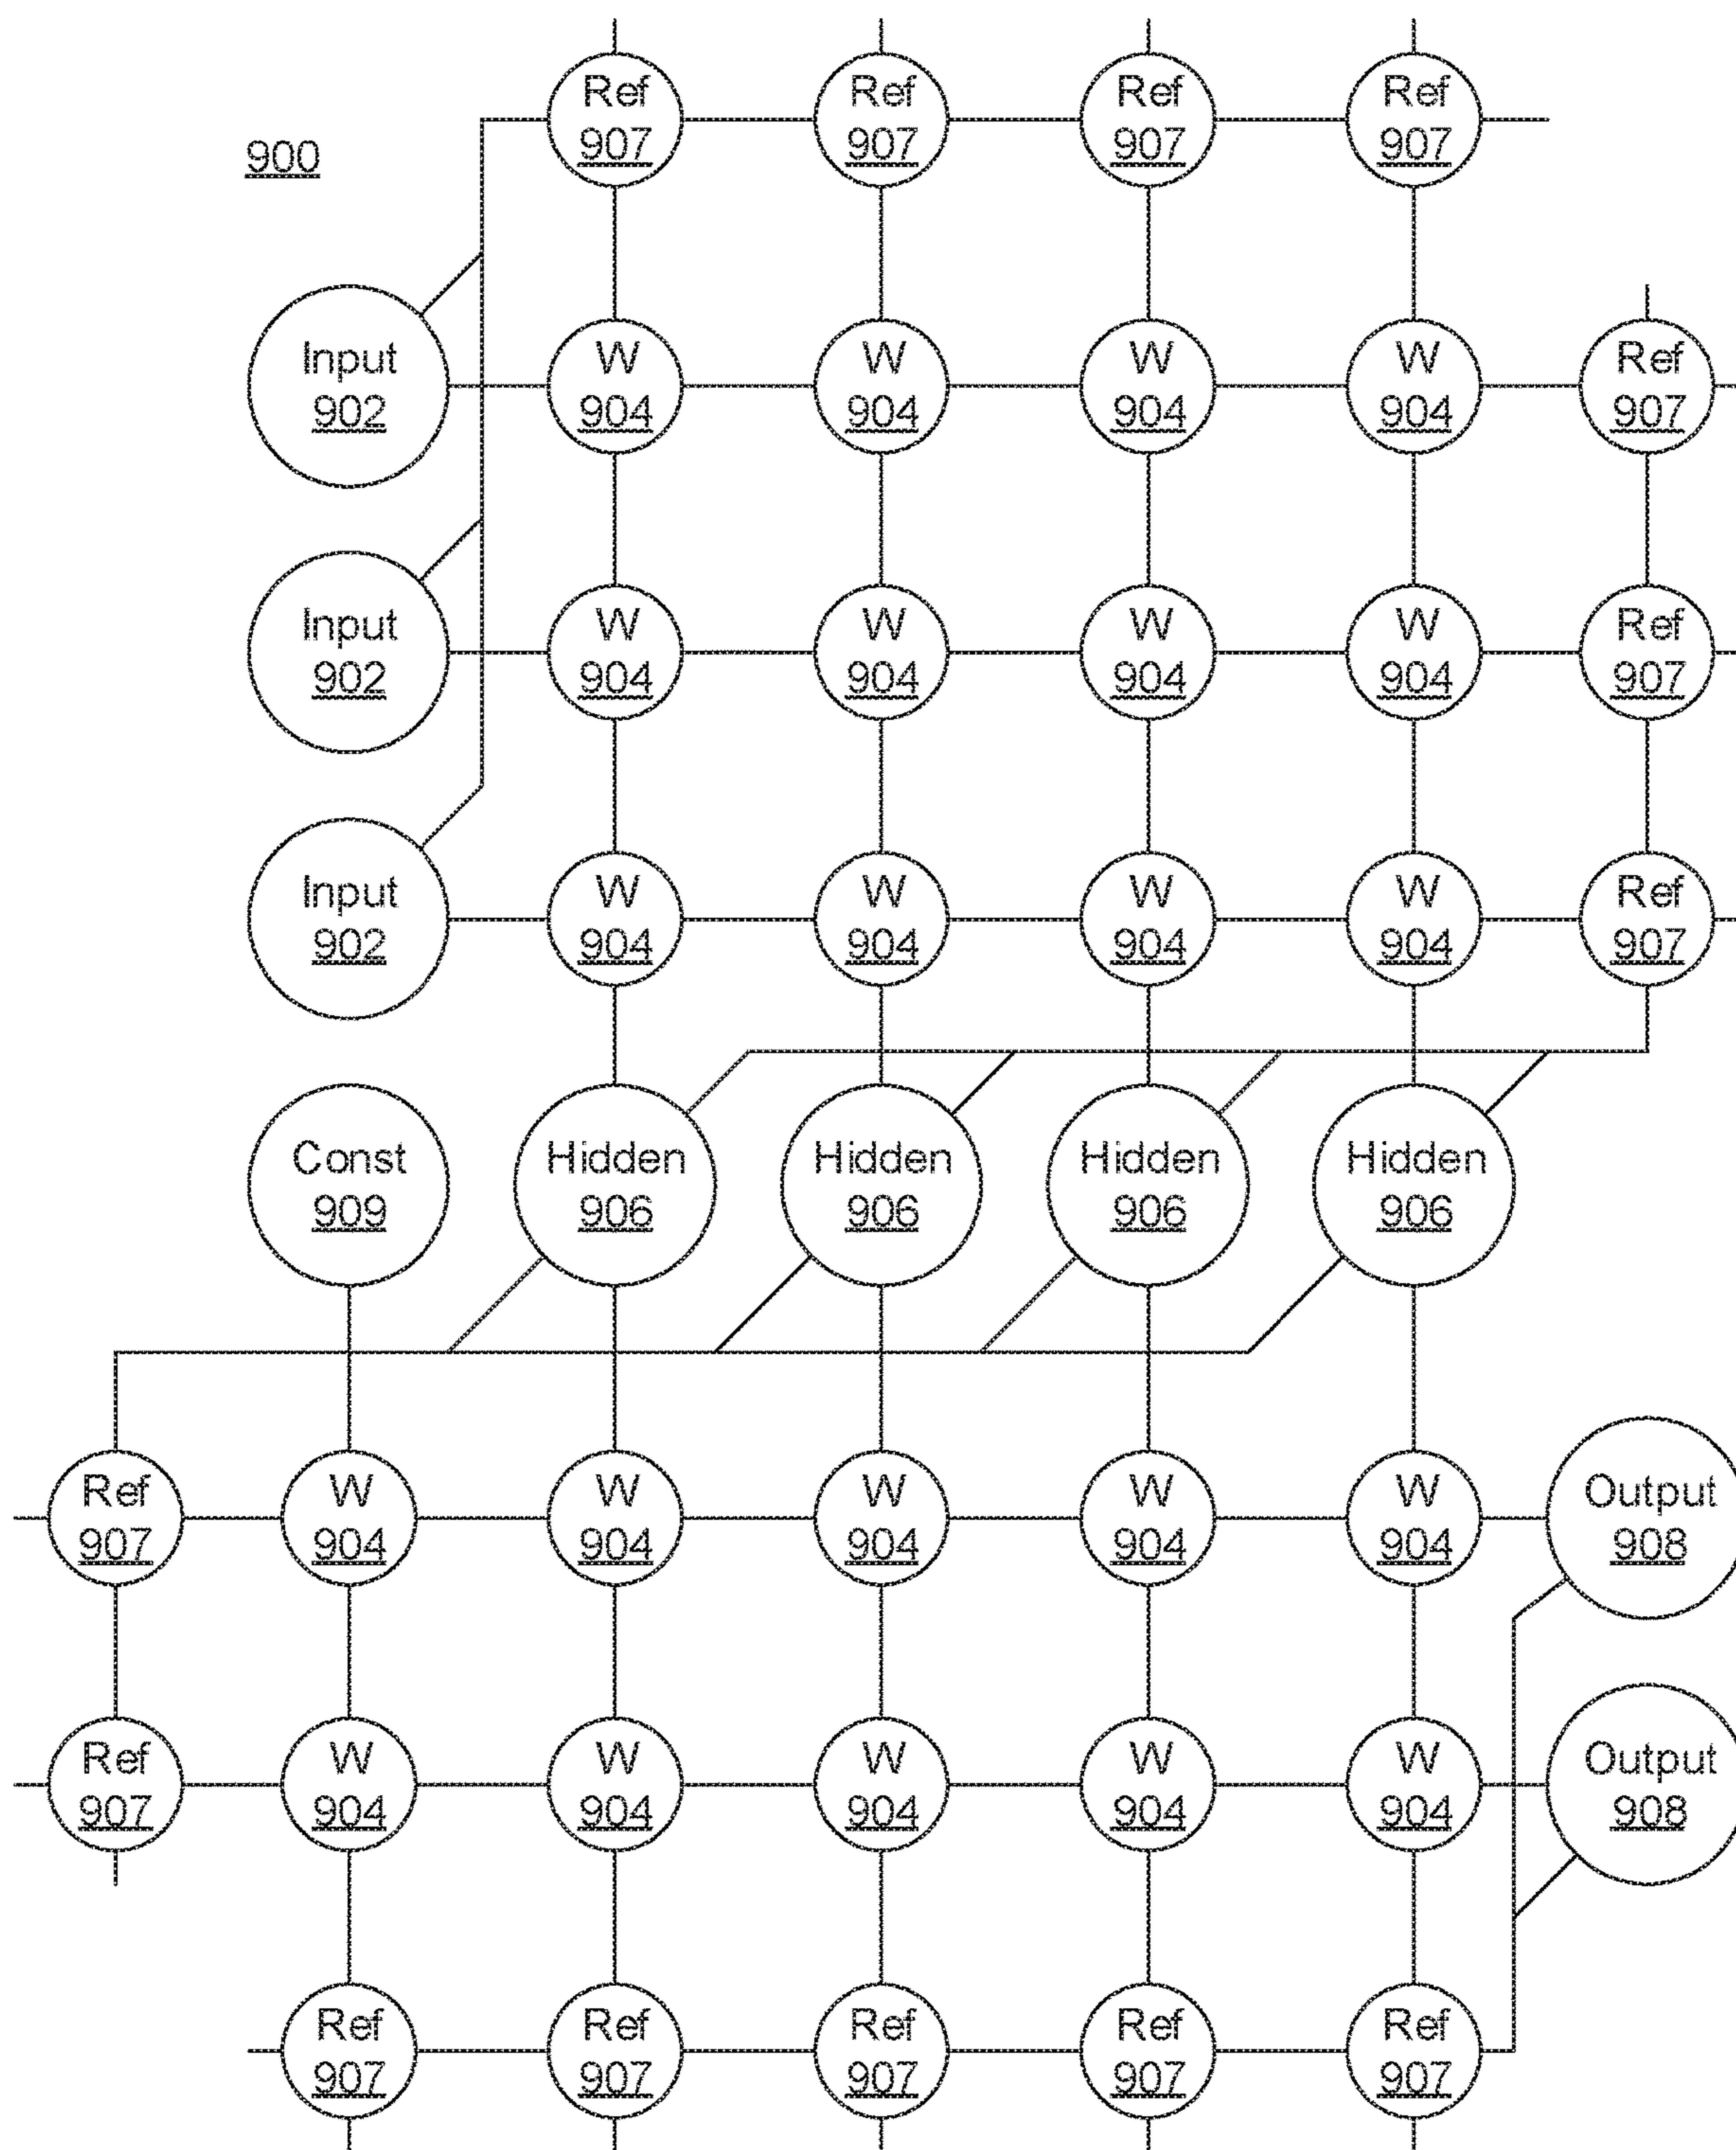 Ref Ref Ref Ref
907 907 907 907
900
Input W W W W Ref
902 904 904 904 904 907
Input W W W W Ref
902 904 904 904 904 907
Input W W W W Ref
902 904 904 904 904 907
Const Hidden Hidden Hidden Hidden
909 906 906 906 906
Ref W W W W W Output
907 904 904 904 904 904 908
Ref W W W W W Output
907 904 904 904 904 904 908
Ref Ref Ref Ref Ref
907 907 907 907 907